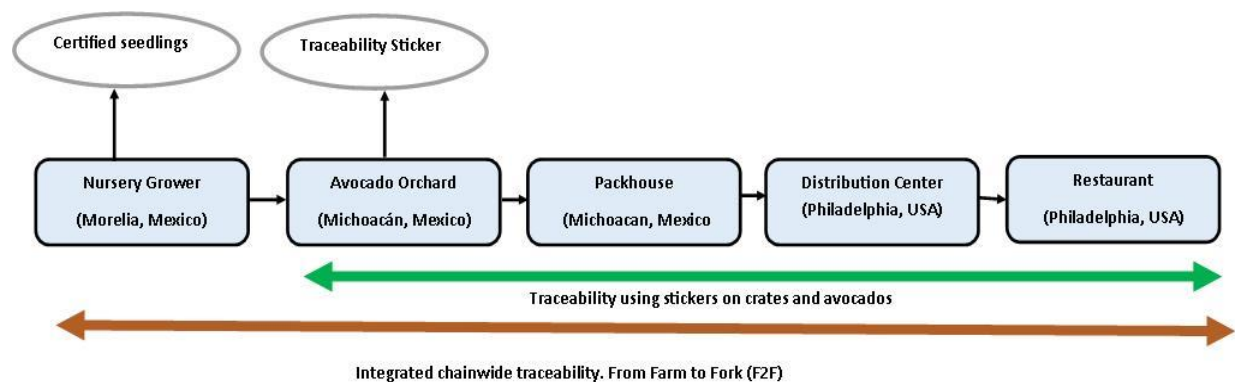 Certified seedlings
Traceability Sticker
Nursery Grower
(Morelia, Mexico)
Avocado Orchard
(Michoacán, Mexico)
Packhouse
(Michoacan, Mexico
Distribution Center
(Philadelphia, USA)
Restaurant
(Philadelphia, USA)
Traceability using stickers on crates and avocados
Integrated chainwide traceability. From Farm to Fork (F2F)